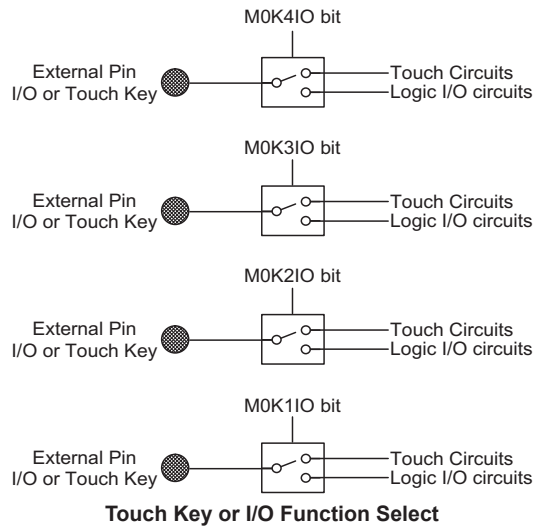 M0K4IO bit
External Pin
I/O or Touch Key
Touch Circuits
Logic I/O circuits
M0K3IO bit
External Pin
I/O or Touch Key
Touch Circuits
Logic I/O circuits
M0K2IO bit
External Pin
I/O or Touch Key
Touch Circuits
Logic I/O circuits
M0K1IO bit
External Pin
I/O or Touch Key
Touch Circuits
Logic I/O circuits
Touch Key or I/O Function Select